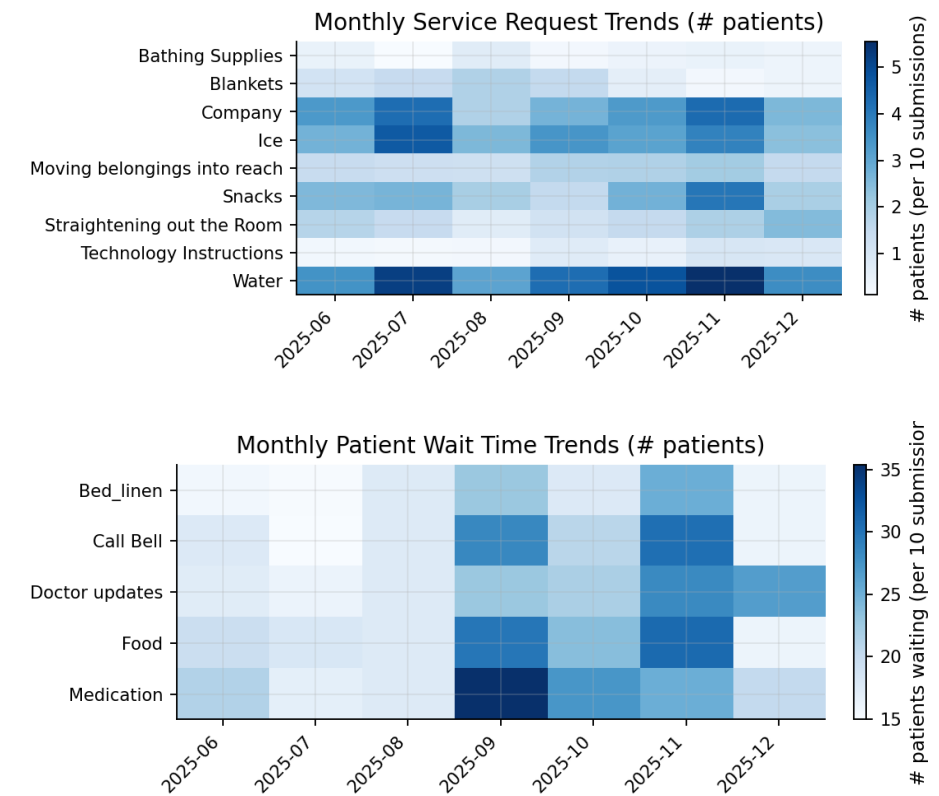 Monthly Service Request Trends (# patients)
Bathing Supplies
Blankets
Company
Ice
Moving belongings into reach
Snacks
Straightening out the Room
Technology Instructions
Water
2025-06
2025-07
2025-08
2025-09
2025-10
2025-11
2025-12
5
4
3
2
1
# patients (per 10 submissions)
Monthly Patient Wait Time Trends (# patients)
Bed_linen
Call Bell
Doctor updates
Food
Medication
2025-06
2025-07
2025-08
2025-09
2025-10
2025-11
2025-12
35
30
25
20
15
# patients waiting (per 10 submission